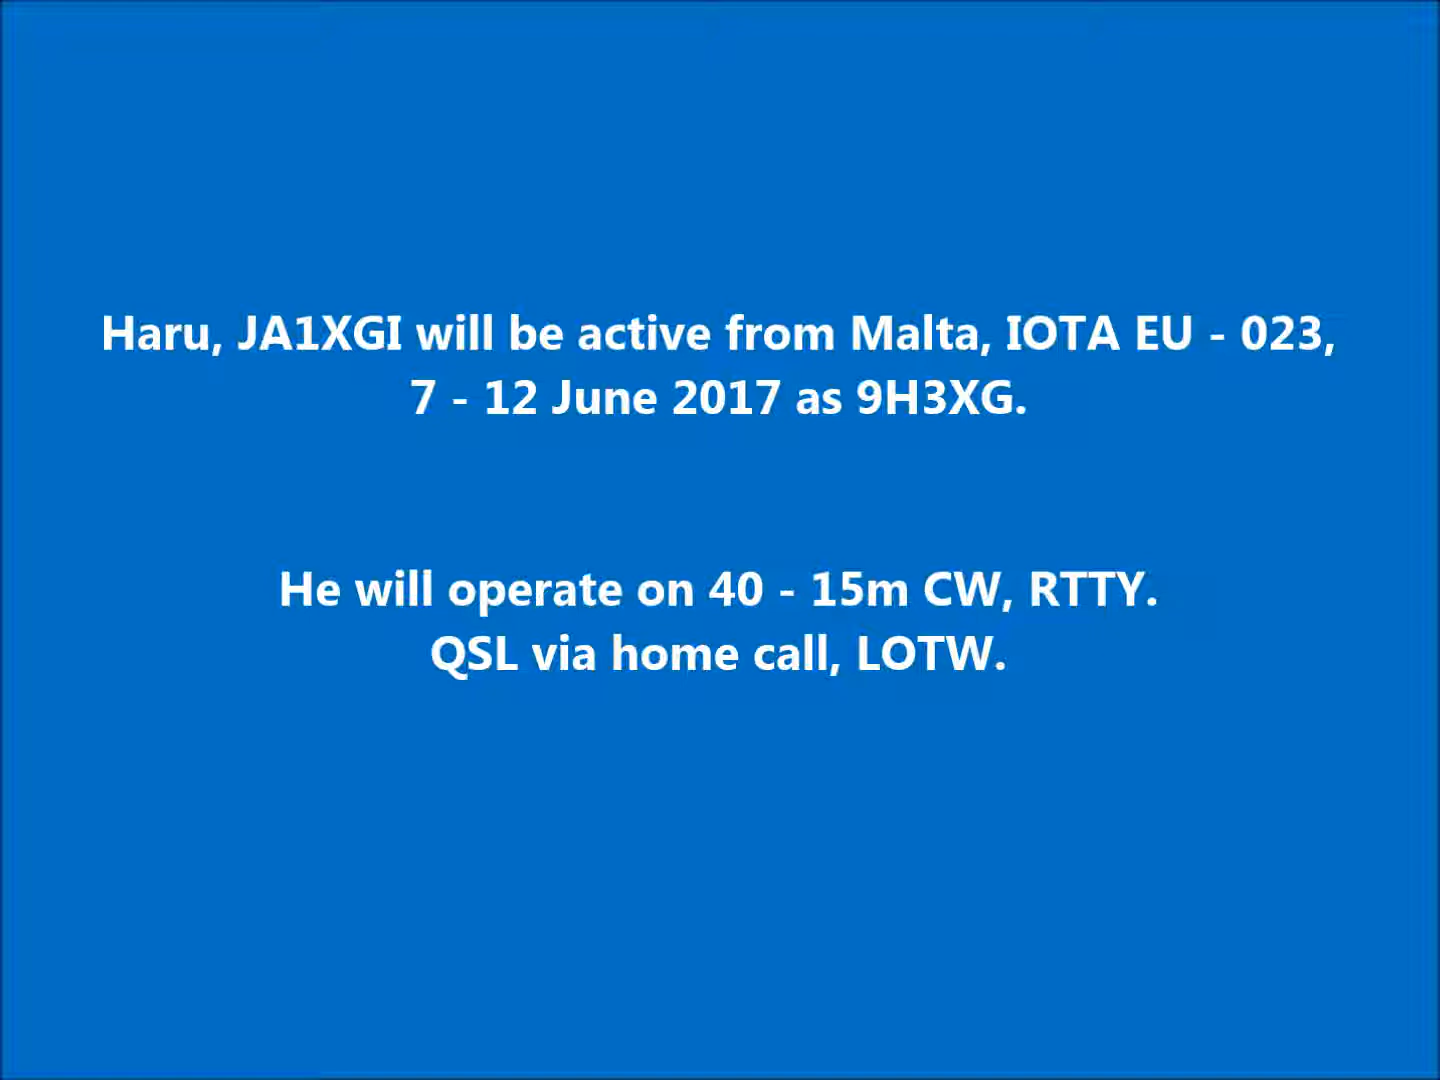 Haru, JA1XGI will be active from Malta, IOTA EU - 023,
7 - 12 June 2017 as 9H3XG.
He will operate on 40 - 15m CW, RTTY.
QSL via home call, LOTW.